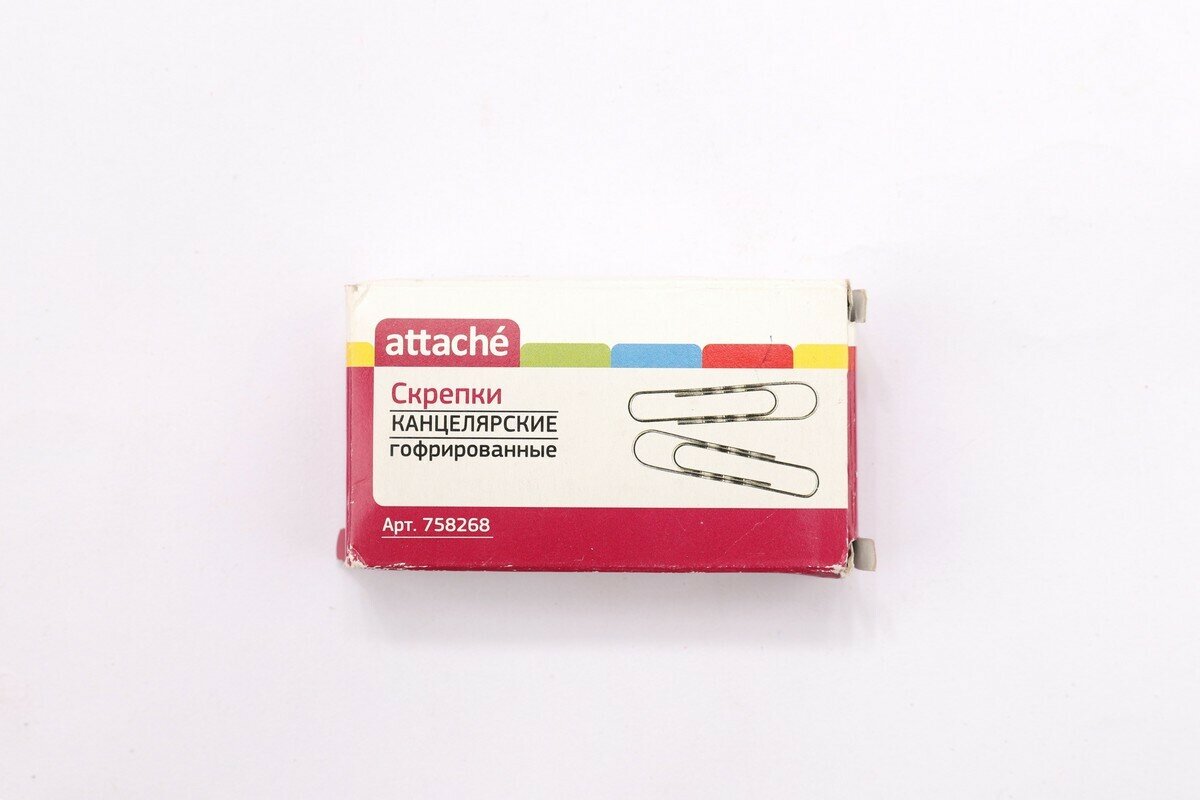 attaché
Скрепки
КАНЦЕЛЯРСКИЕ
гофрированные
Арт. 758268